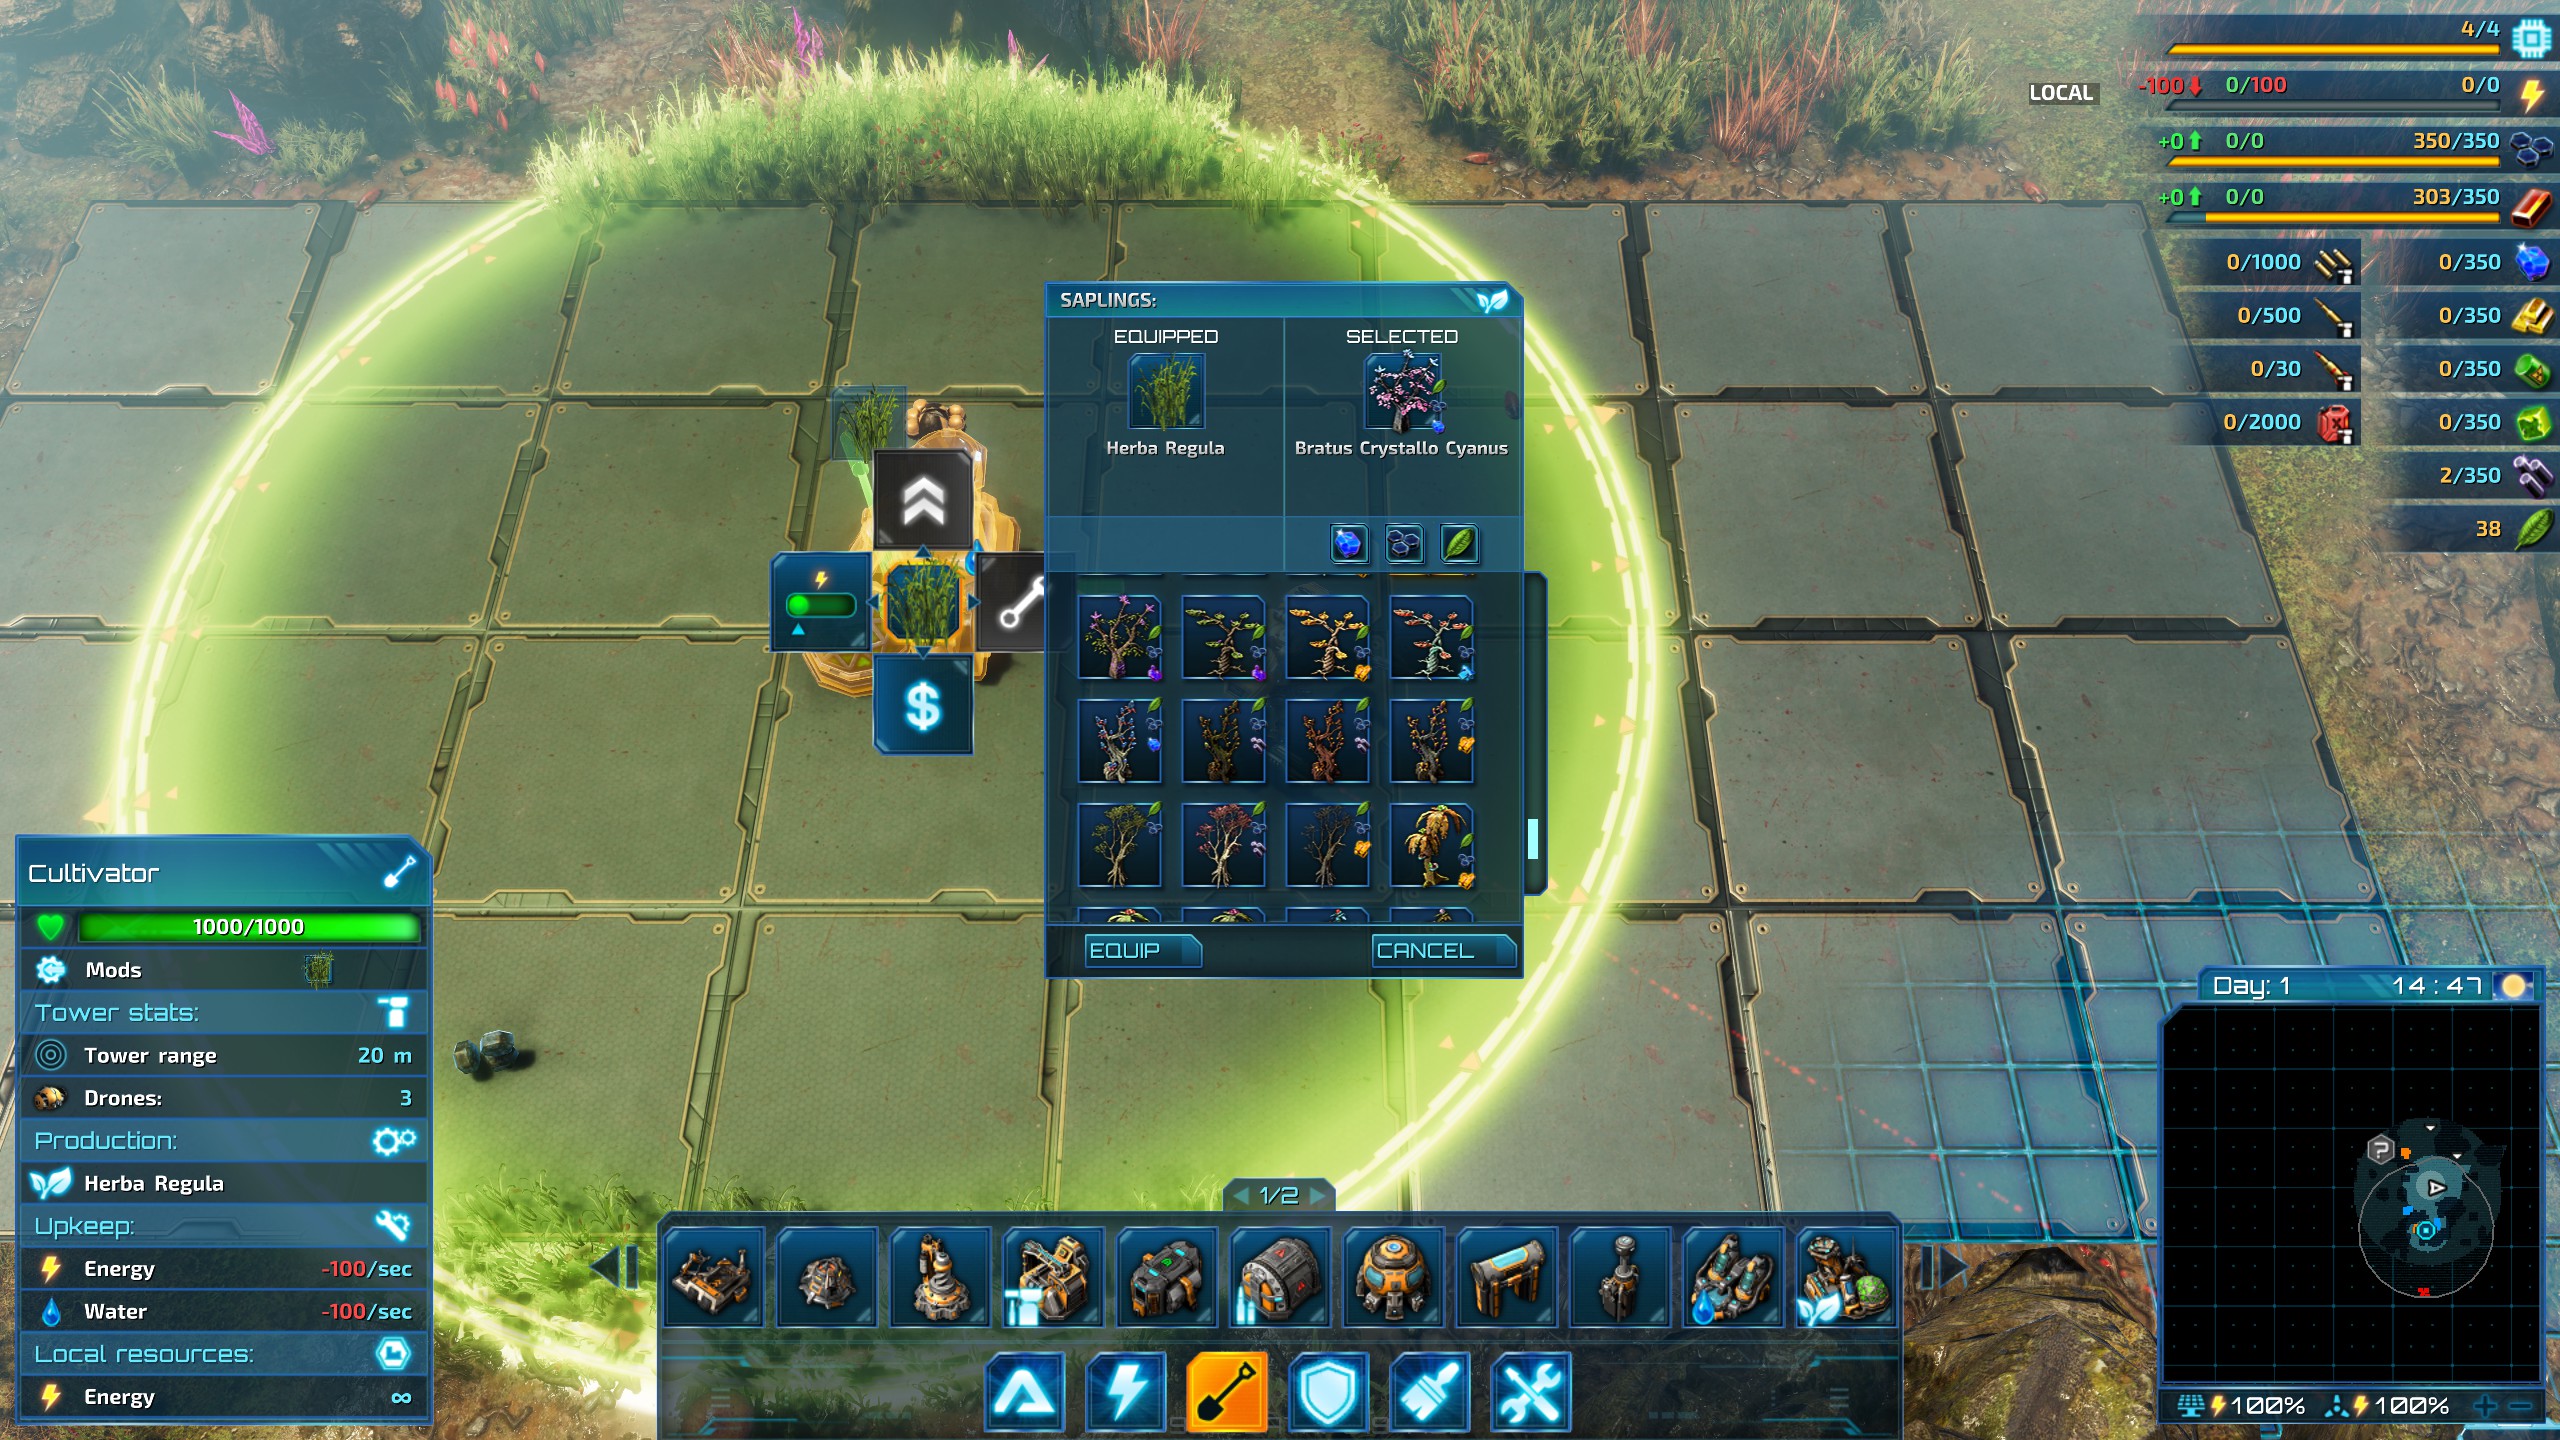 4/4
LOCAL
-100 0/100 0/0
+0 0/0 350/350
+0 0/0 303/350
0/1000 0/350
0/500 0/350
0/30 0/350
0/2000 0/350
2/350
38
SAPLINGS:
EQUIPPED
SELECTED
Herba Regula
Bratus Crystallo Cyanus
$
EQUIP
CANCEL
Cultivator
1000/1000
Mods
Tower stats:
Tower range 20 m
Drones: 3
Production:
Herba Regula
Upkeep:
Energy -100/sec
Water -100/sec
Local resources:
Energy ∞
1/2
Day: 1 14:47
?
100% 100%